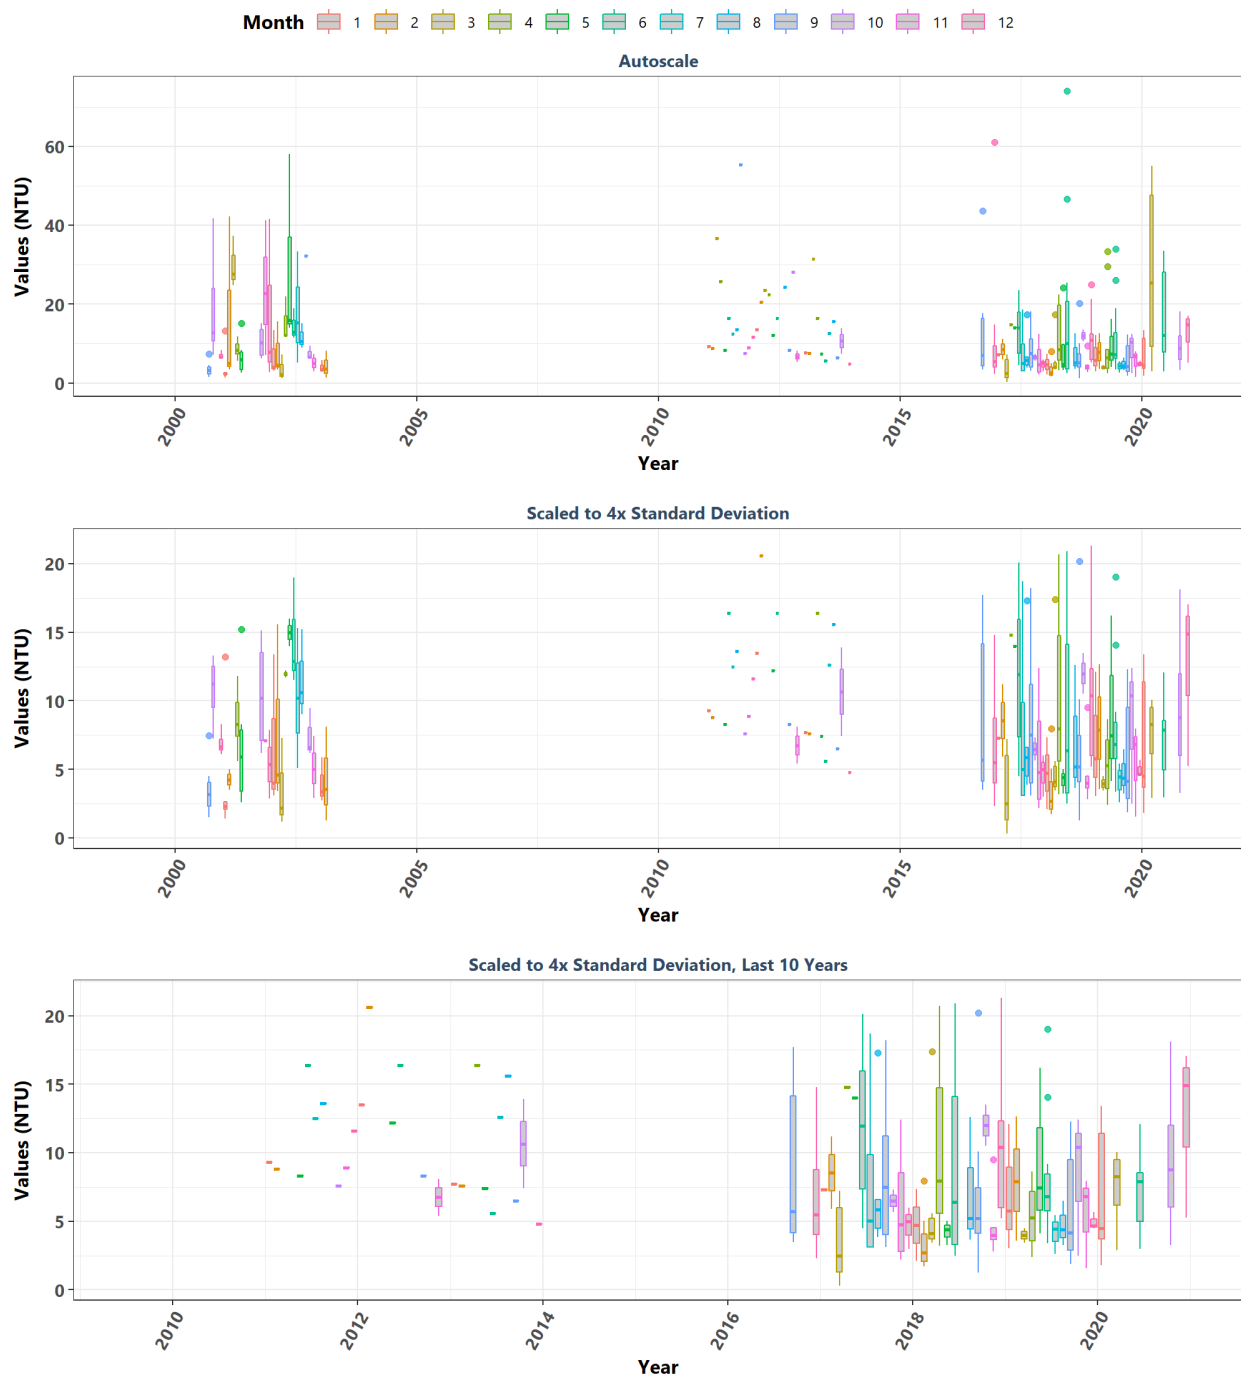 Month 1 2 3 4 5 6 7 8 9 10 11 12
Autoscale
Values (NTU)
60
40
20
0
2000 2005 2010 2015 2020
Year
Scaled to 4x Standard Deviation
Values (NTU)
20
15
10
5
0
2000 2005 2010 2015 2020
Year
Scaled to 4x Standard Deviation, Last 10 Years
Values (NTU)
20
15
10
5
0
2010 2012 2014 2016 2018 2020
Year